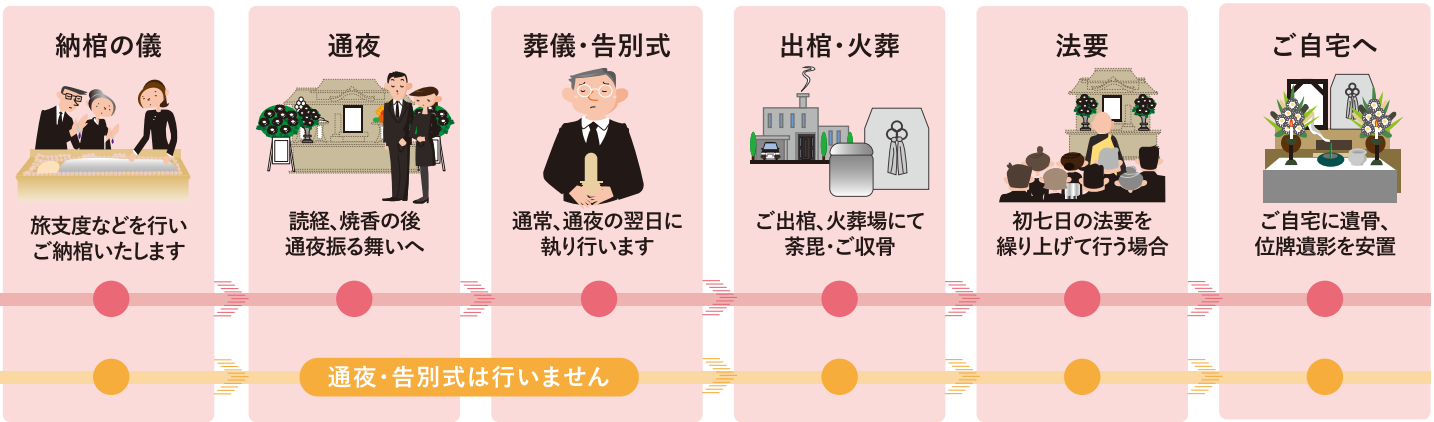 納棺の儀
旅支度などを行い
ご納棺いたします
通夜
読経、焼香の後
通夜振る舞いへ
葬儀・告別式
通常、通夜の翌日に
執り行います
出棺・火葬
ご出棺、火葬場にて
荼毘・ご収骨
法要
初七日の法要を
繰り上げて行う場合
ご自宅へ
ご自宅に遺骨、
位牌遺影を安置
通夜・告別式は行いません